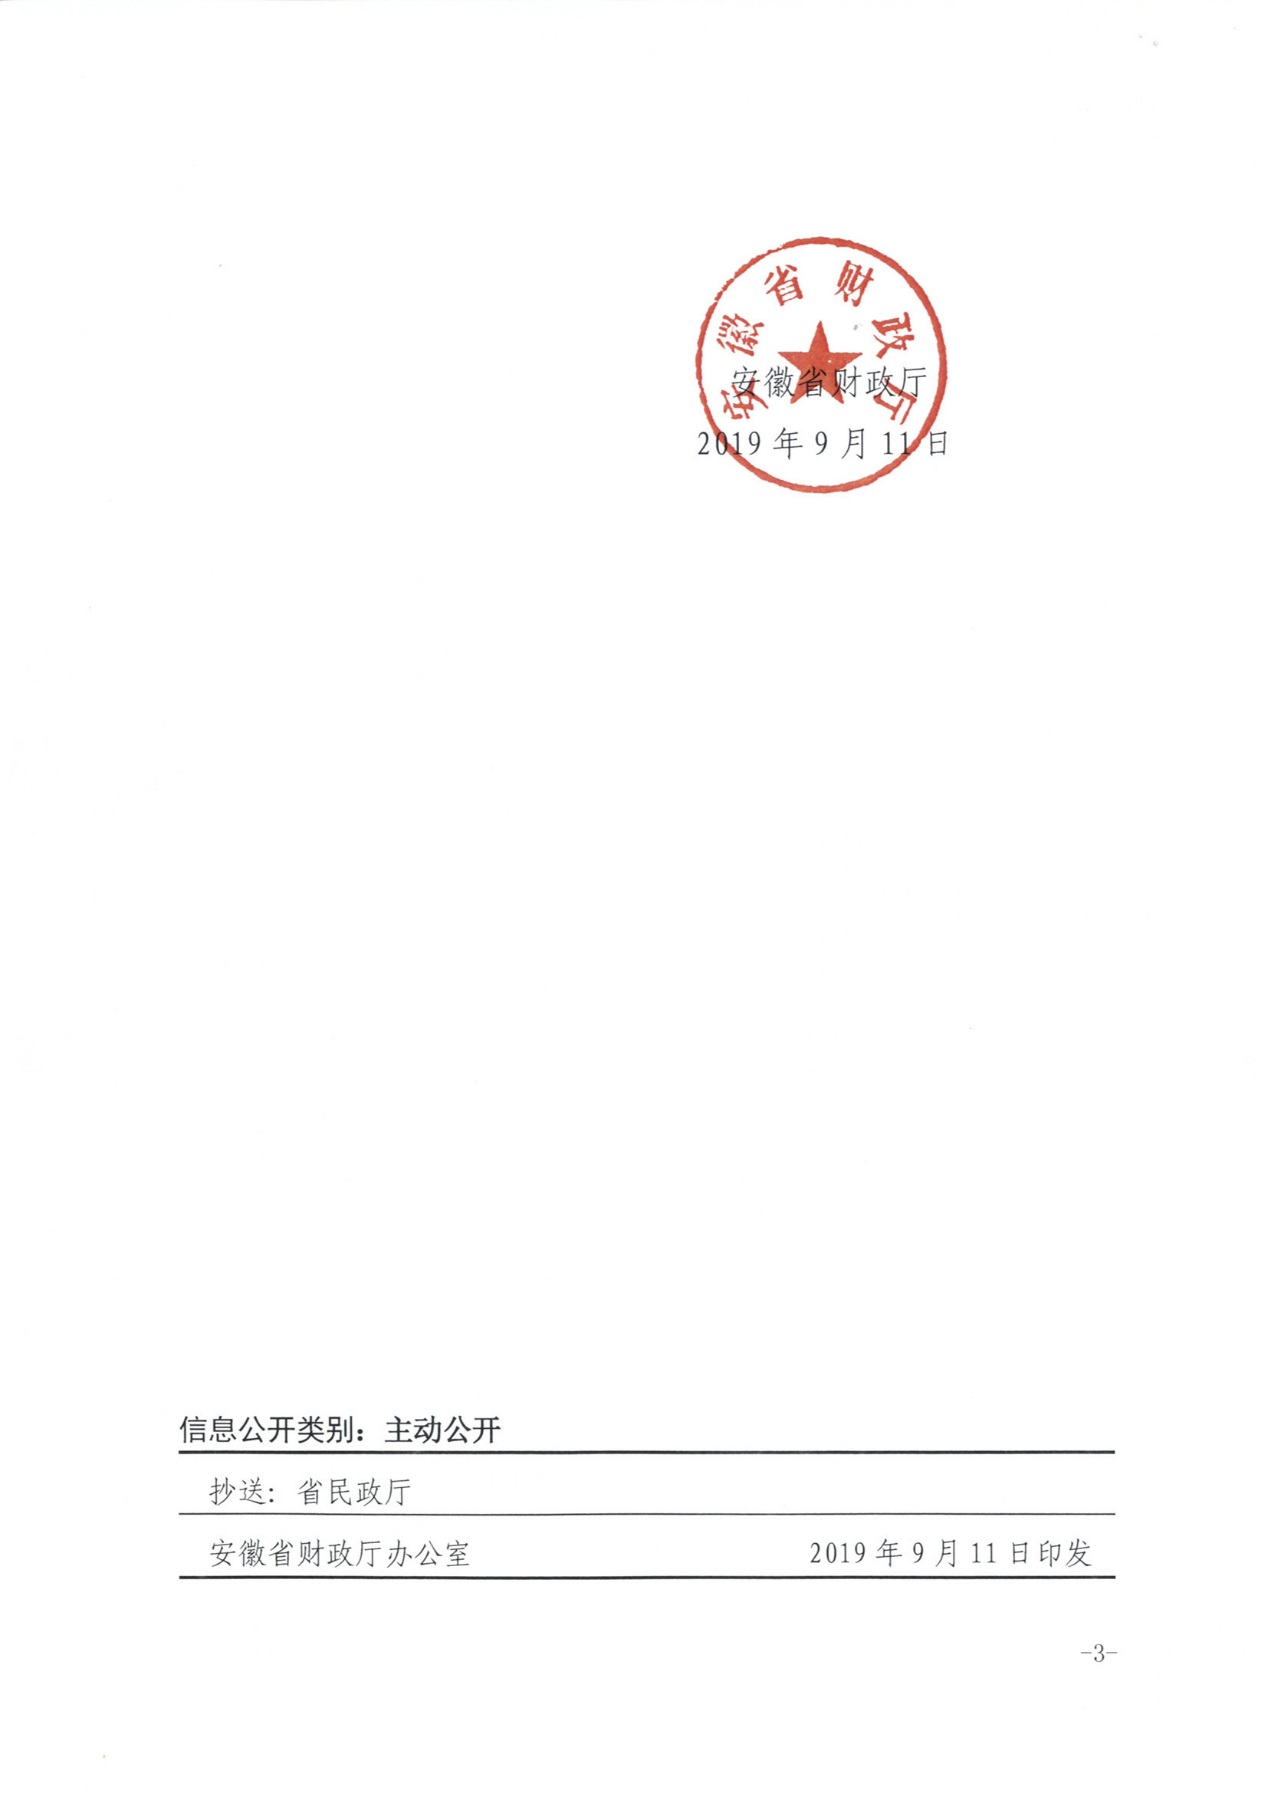 安徽省财政厅
安徽省财政厅
2019年9月11日
信息公开类别：主动公开
抄送：省民政厅
安徽省财政厅办公室 2019年9月11日印发
-3-